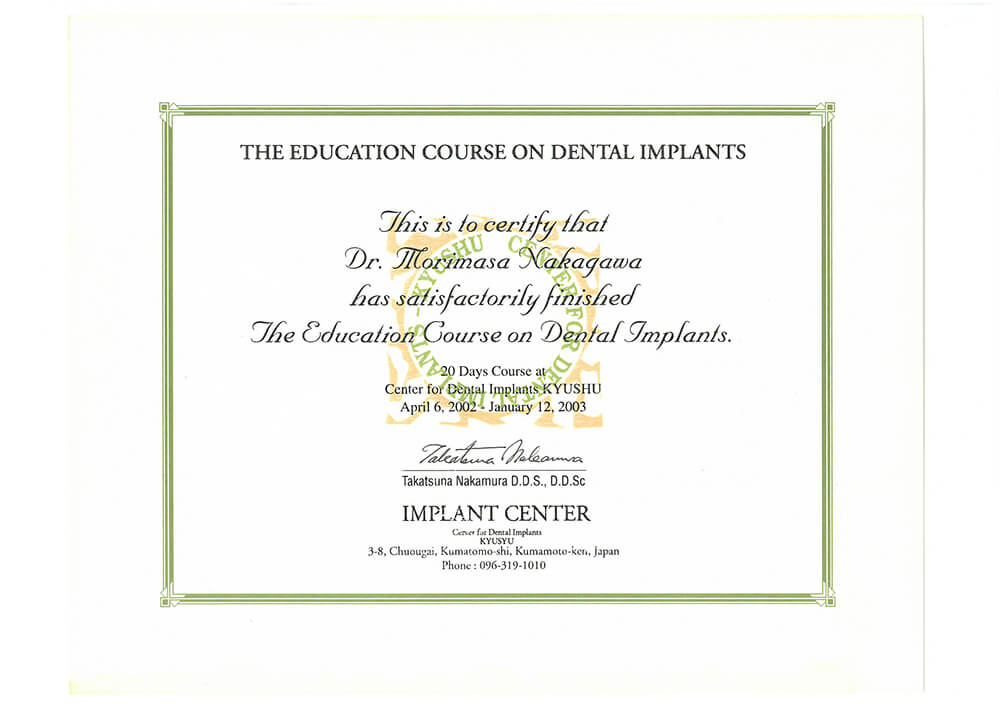 THE EDUCATION COURSE ON DENTAL IMPLANTS
This is to certify that
Dr. Morimasa Nakagawa
has satisfactorily finished
The Education Course on Dental Implants.
KYUSHU CENTER FOR DENTAL IMPLANTS -
20 Days Course at
Center for Dental Implants KYUSHU
April 6, 2002 - January 12, 2003
Takatsuna Nakamura
Takatsuna Nakamura D.D.S., D.D.Sc
IMPLANT CENTER
Center for Dental Implants
KYUSYU
3-8, Chuougai, Kumatomo-shi, Kumamoto-ken, Japan
Phone : 096-319-1010